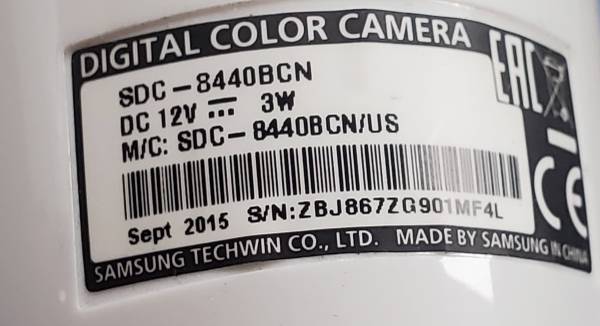 DIGITAL COLOR CAMERA
SDC-8440BCN
DC 12V ⎓ 3W
M/C: SDC-8440BCN/US
Sept 2015 S/N:ZBJ867ZG901MF4L
SAMSUNG TECHWIN CO., LTD. MADE BY SAMSUNG IN CHINA
EAC
CE